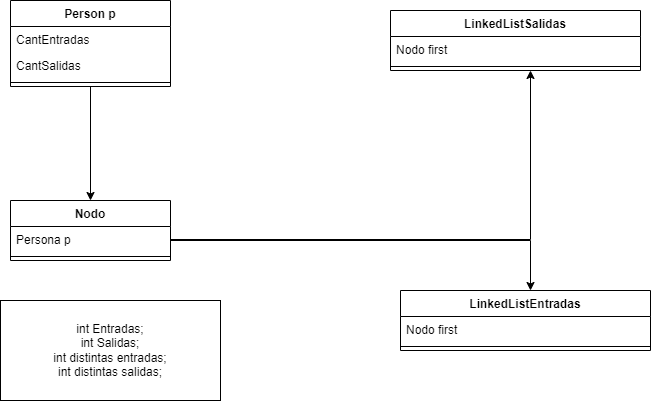 Person p
CantEntradas
CantSalidas
LinkedListSalidas
Nodo first
Nodo
Persona p
LinkedListEntradas
Nodo first
int Entradas;
int Salidas;
int distintas entradas;
int distintas salidas;